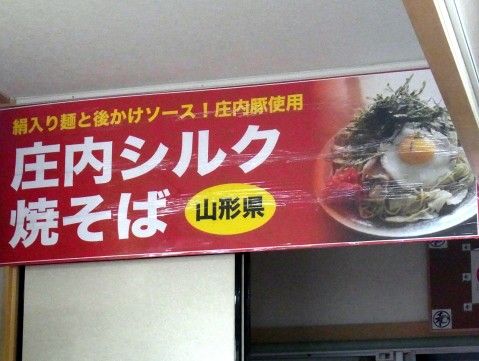 絹入り麺と後かけソース!庄内豚使用
庄内シルク
焼そば
山形県